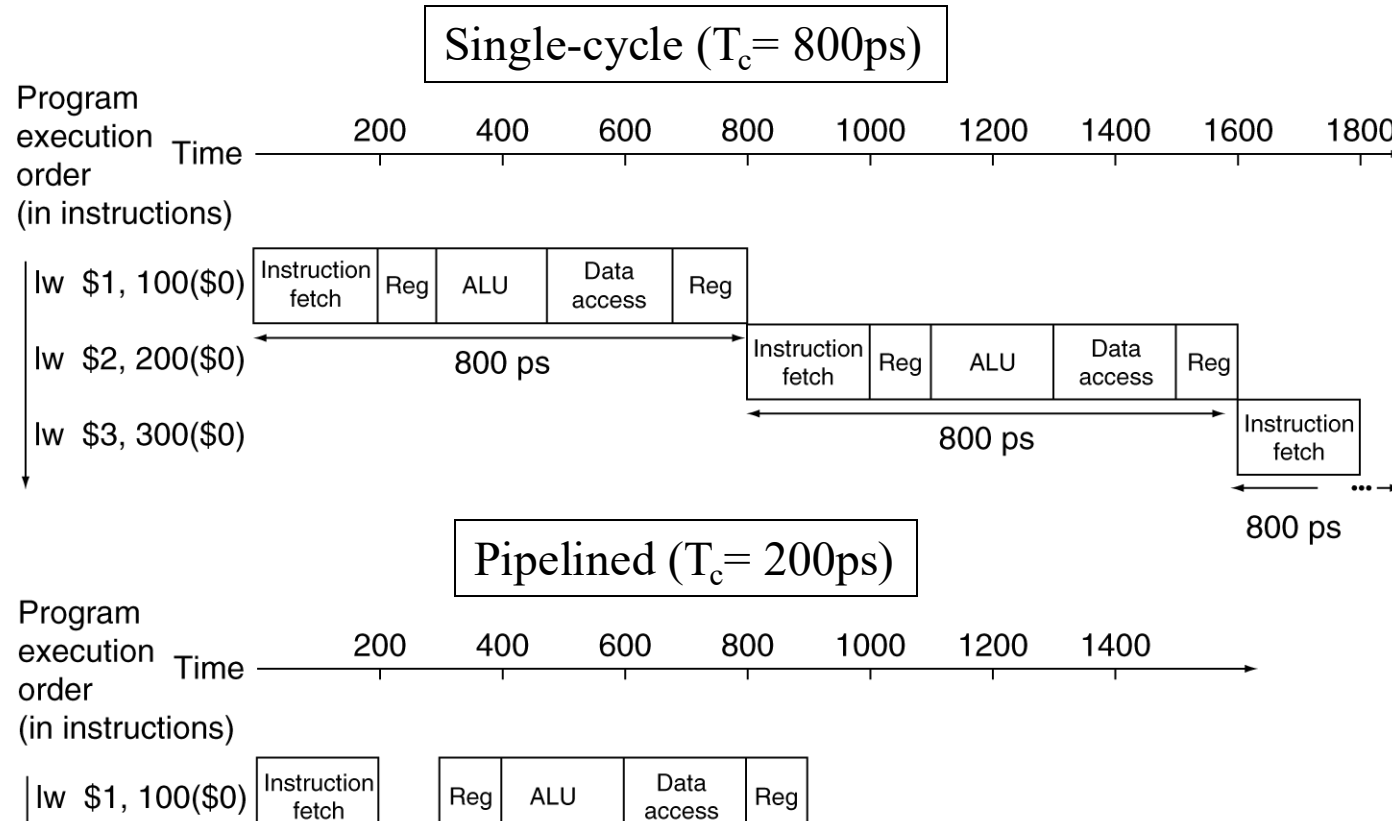 Single-cycle (Tc= 800ps)
Program
execution
order
(in instructions)
Time
200 400 600 800 1000 1200 1400 1600 1800
lw $1, 100($0)
Instruction
fetch
Reg
ALU
Data
access
Reg
800 ps
lw $2, 200($0)
Instruction
fetch
Reg
ALU
Data
access
Reg
800 ps
lw $3, 300($0)
Instruction
fetch
...
800 ps
Pipelined (Tc= 200ps)
Program
execution
order
(in instructions)
Time
200 400 600 800 1000 1200 1400
lw $1, 100($0)
Instruction
fetch
Reg
ALU
Data
access
Reg